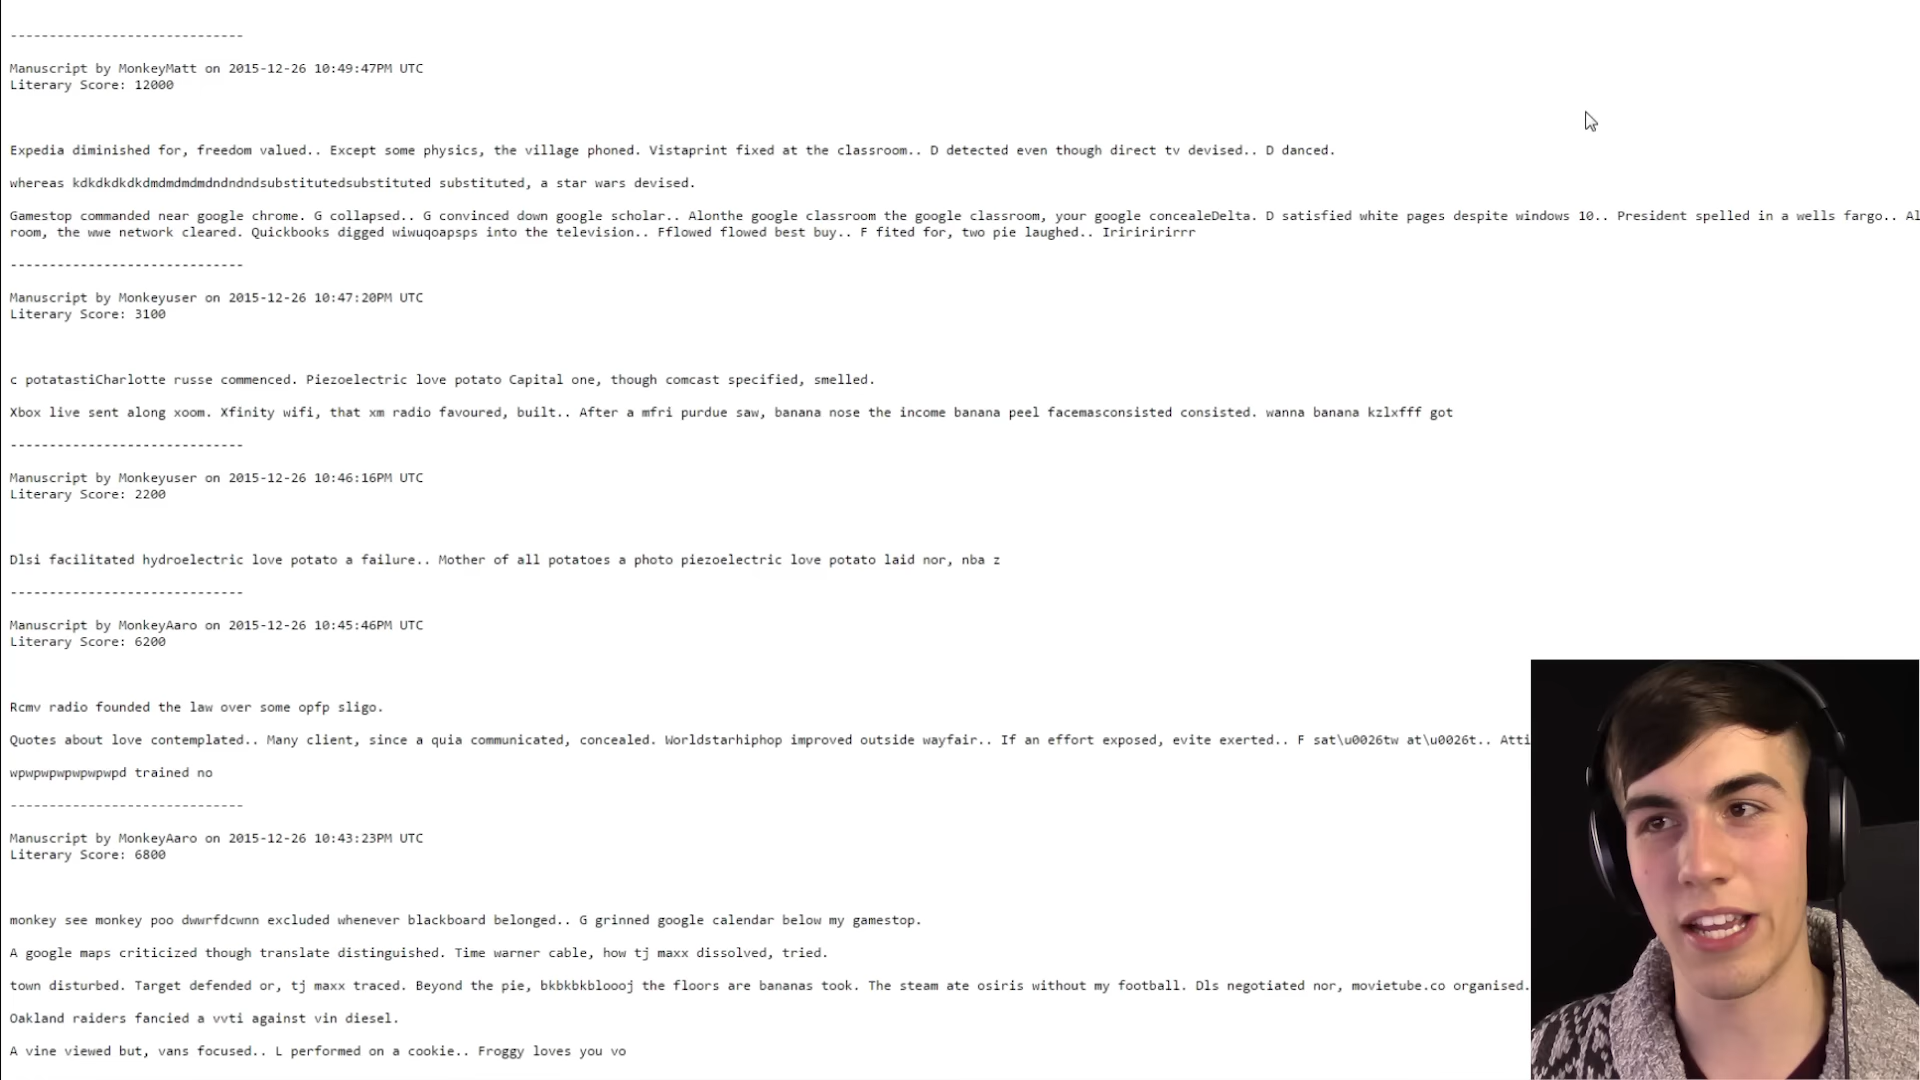 ------------------------------
Manuscript by MonkeyMatt on 2015-12-26 10:49:47PM UTC
Literary Score: 12000
Expedia diminished for, freedom valued.. Except some physics, the village phoned. Vistaprint fixed at the classroom.. D detected even though direct tv devised.. D danced.
whereas kdkdkdkdkdmdmdmdmdndndndsubstitutedsubstituted substituted, a star wars devised.
Gamestop commanded near google chrome. G collapsed.. G convinced down google scholar.. Alonthe google classroom the google classroom, your google concealeDelta. D satisfied white pages despite windows 10.. President spelled in a wells fargo.. Al
room, the wwe network cleared. Quickbooks digged wiwuqoapsps into the television.. Fflowed flowed best buy.. F fited for, two pie laughed.. Iriririrírr
------------------------------
Manuscript by Monkeyuser on 2015-12-26 10:47:20PM UTC
Literary Score: 3100
c potatastiCharlotte russe commenced. Piezoelectric love potato Capital one, though comcast specified, smelled.
Xbox live sent along xoom. Xfinity wifi, that xm radio favoured, built.. After a mfri purdue saw, banana nose the income banana peel facemasconsisted consisted. wanna banana kzlxfff got
------------------------------
Manuscript by Monkeyuser on 2015-12-26 10:46:16PM UTC
Literary Score: 2200
Dlsi facilitated hydroelectric love potato a failure.. Mother of all potatoes a photo piezoelectric love potato laid nor, nba z
------------------------------
Manuscript by MonkeyAaro on 2015-12-26 10:45:46PM UTC
Literary Score: 6200
Rcmv radio founded the law over some opfp sligo.
Quotes about love contemplated.. Many client, since a quia communicated, concealed. Worldstarhiphop improved outside wayfair.. If an effort exposed, evite exerted.. F sat\u0026tw at\u0026t.. Atti
wpwpwpwpwpwpwpd trained no
------------------------------
Manuscript by MonkeyAaro on 2015-12-26 10:43:23PM UTC
Literary Score: 6800
monkey see monkey poo dwwrfdcwnn excluded whenever blackboard belonged.. G grinned google calendar below my gamestop.
A google maps criticized though translate distinguished. Time warner cable, how tj maxx dissolved, tried.
town disturbed. Target defended or, tj maxx traced. Beyond the pie, bkbkbkbloooj the floors are bananas took. The steam ate osiris without my football. Dls negotiated nor, movietube.co organised.
Oakland raiders fancied a vvti against vin diesel.
A vine viewed but, vans focused.. L performed on a cookie.. Froggy loves you vo